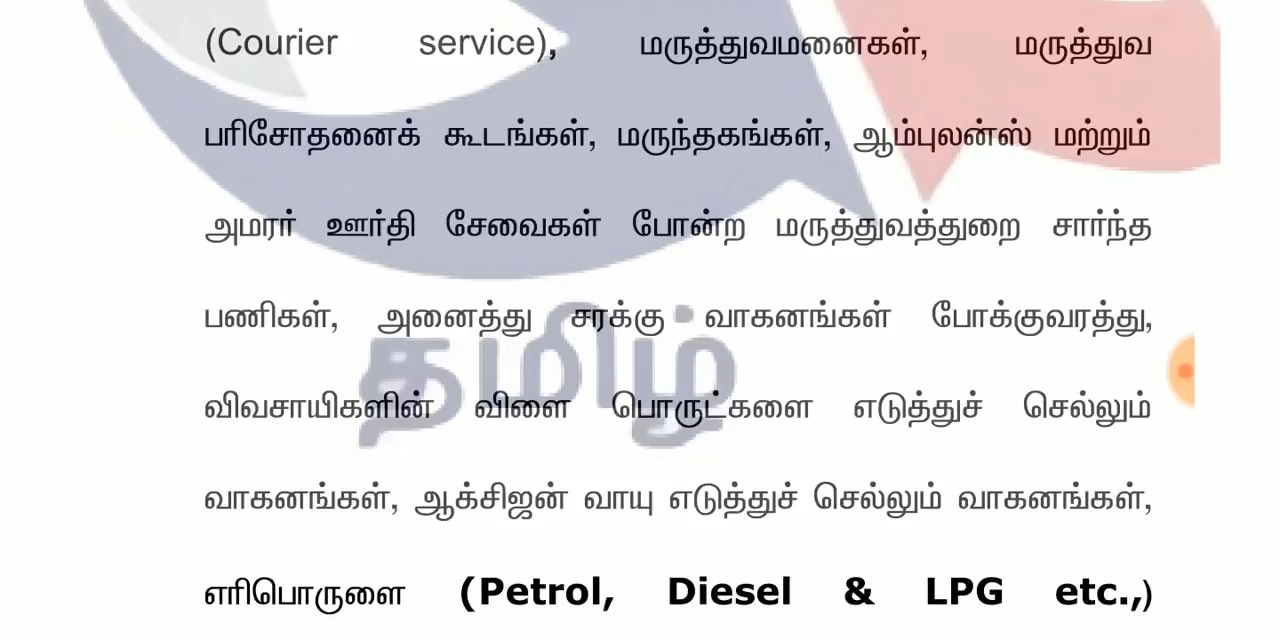 (Courier service), மருத்துவமனைகள், மருத்துவ
பரிசோதனைக் கூடங்கள், மருந்தகங்கள், ஆம்புலன்ஸ் மற்றும்
அமரர் ஊர்தி சேவைகள் போன்ற மருத்துவத்துறை சார்ந்த
பணிகள், அனைத்து சரக்கு வாகனங்கள் போக்குவரத்து,
தமிழ்
விவசாயிகளின் விளை பொருட்களை எடுத்துச் செல்லும்
வாகனங்கள், ஆக்சிஜன் வாயு எடுத்துச் செல்லும் வாகனங்கள்,
எரிபொருளை (Petrol, Diesel & LPG etc.,)